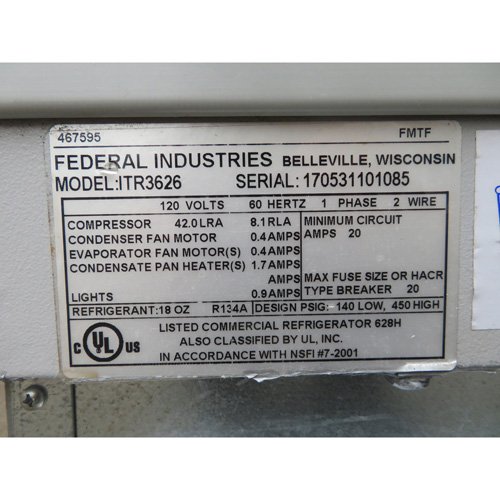 467595 FMTF
FEDERAL INDUSTRIES BELLEVILLE, WISCONSIN
MODEL:ITR3626 SERIAL:170531101085
120 VOLTS 60 HERTZ 1 PHASE 2 WIRE
COMPRESSOR 42.0LRA 8.1RLA
CONDENSER FAN MOTOR 0.4AMPS
EVAPORATOR FAN MOTOR(S) 0.4AMPS
CONDENSATE PAN HEATER(S) 1.7AMPS
AMPS
LIGHTS 0.9AMPS
MINIMUM CIRCUIT
AMPS 20
MAX FUSE SIZE OR HACR
TYPE BREAKER 20
REFRIGERANT:18 OZ R134A DESIGN PSIG: 140 LOW, 450 HIGH
C UL US
LISTED COMMERCIAL REFRIGERATOR 628H
ALSO CLASSIFIED BY UL, INC.
IN ACCORDANCE WITH NSFI #7-2001